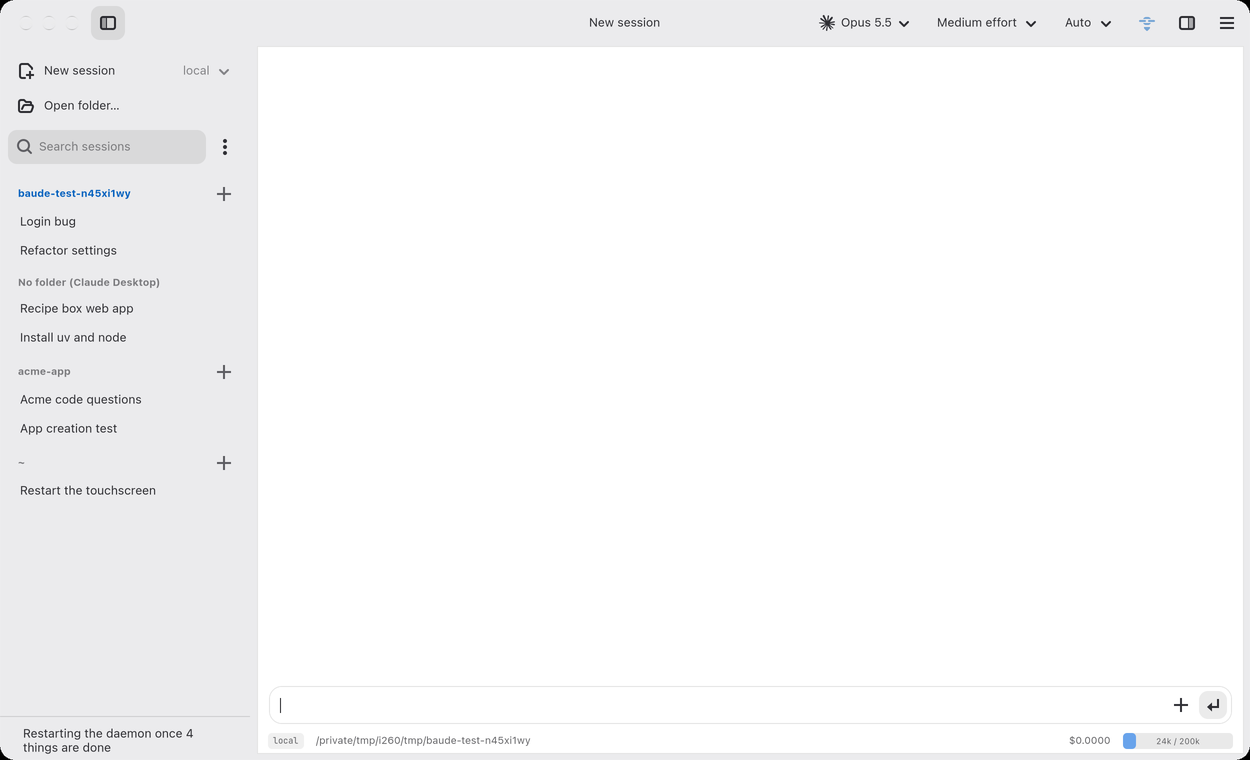 New session
Opus 5.5
Medium effort
Auto
New session
local
Open folder...
Search sessions
baude-test-n45xi1wy
Login bug
Refactor settings
No folder (Claude Desktop)
Recipe box web app
Install uv and node
acme-app
Acme code questions
App creation test
~
Restart the touchscreen
Restarting the daemon once 4
things are done
local
/private/tmp/i260/tmp/baude-test-n45xi1wy
$0.0000
24k / 200k